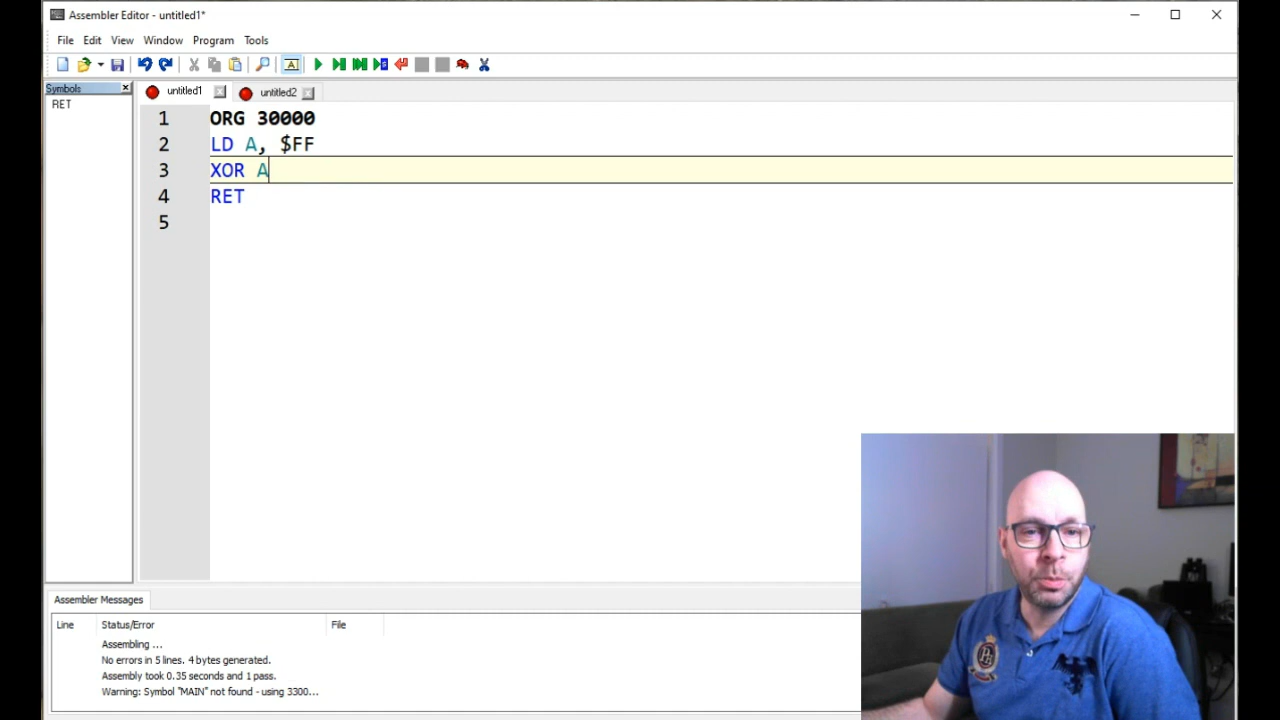 Assembler Editor - untitled1*
File Edit View Window Program Tools
Symbols
RET
untitled1 untitled2
1 ORG 30000
2 LD A, $FF
3 XOR A
4 RET
5
Assembler Messages
Line Status/Error File
Assembling ...
No errors in 5 lines. 4 bytes generated.
Assembly took 0.35 seconds and 1 pass.
Warning: Symbol "MAIN" not found - using 3300...